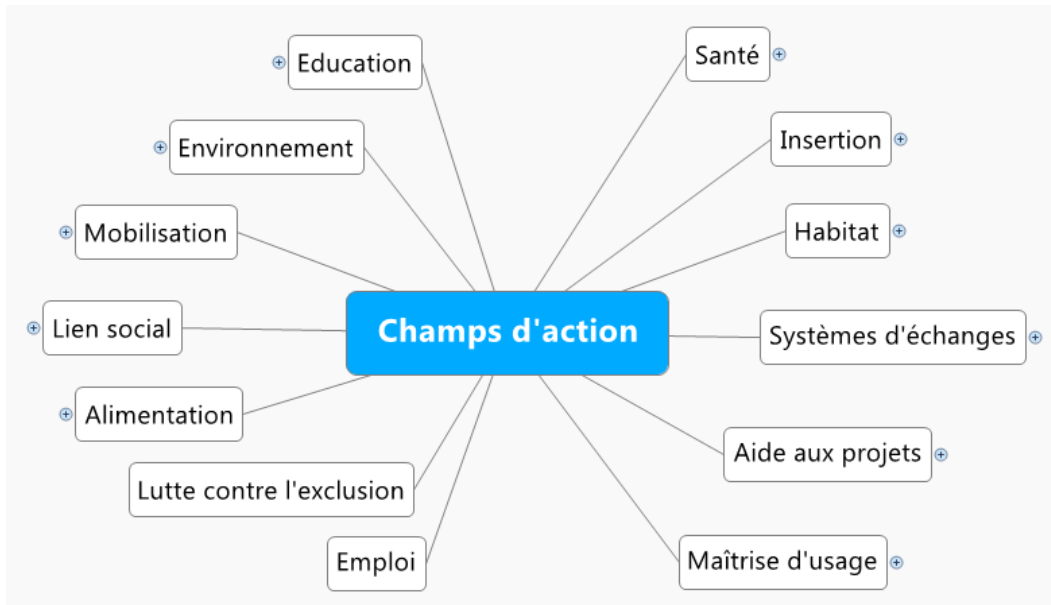 Education
Santé
Environnement
Insertion
Mobilisation
Habitat
Lien social
Champs d'action
Systèmes d'échanges
Alimentation
Aide aux projets
Lutte contre l'exclusion
Emploi
Maîtrise d'usage